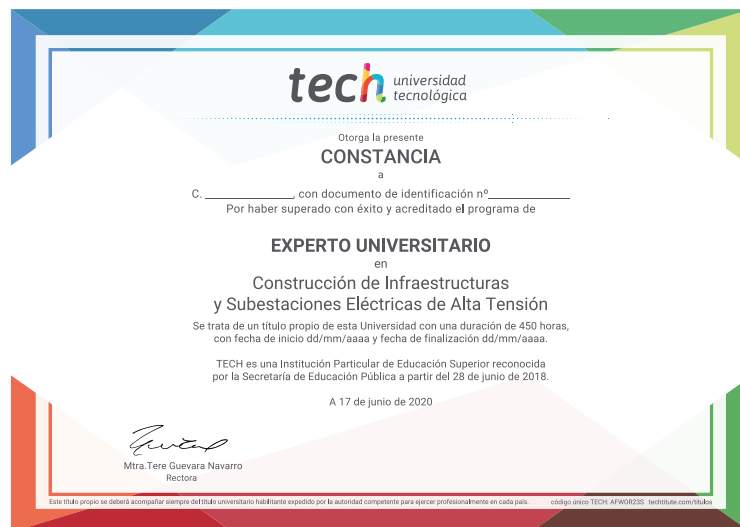 tech universidad
tecnológica
Otorga la presente
CONSTANCIA
a
C. ______________, con documento de identificación nº______________
Por haber superado con éxito y acreditado el programa de
EXPERTO UNIVERSITARIO
en
Construcción de Infraestructuras
y Subestaciones Eléctricas de Alta Tensión
Se trata de un título propio de esta Universidad con una duración de 450 horas,
con fecha de inicio dd/mm/aaaa y fecha de finalización dd/mm/aaaa.
TECH es una Institución Particular de Educación Superior reconocida
por la Secretaría de Educación Pública a partir del 28 de junio de 2018.
A 17 de junio de 2020
Mtra.Tere Guevara Navarro
Rectora
Este título propio se deberá acompañar siempre del título universitario habilitante expedido por la autoridad competente para ejercer profesionalmente en cada país. código único TECH: AFWOR23S techtitute.com/titulos